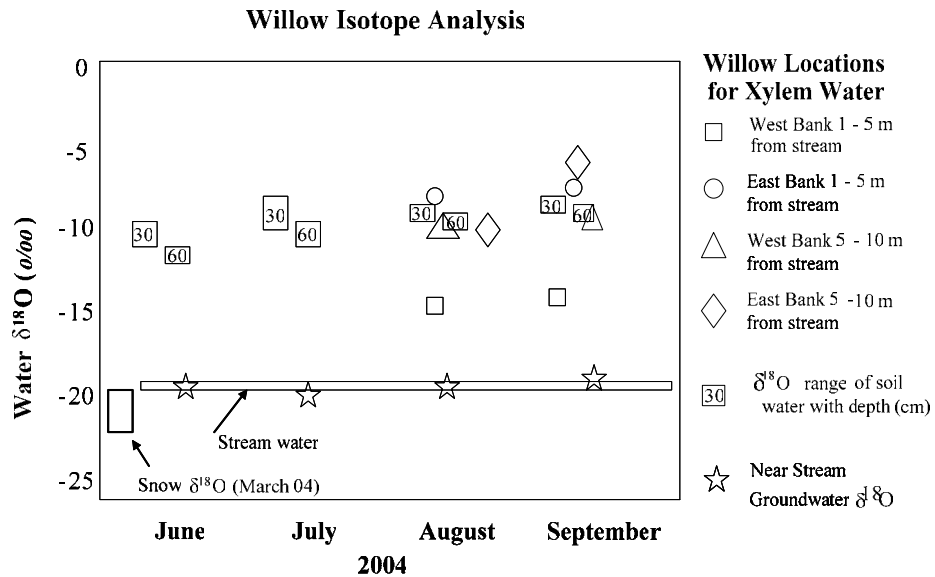 Willow Isotope Analysis
0
-5
-10
-15
-20
-25
Water δ¹⁸O (o/oo)
30
60
30
60
30
60
30
60
Stream water
Snow δ¹⁸O (March 04)
June
July
August
September
2004
Willow Locations
for Xylem Water
West Bank 1 - 5 m
from stream
East Bank 1 - 5 m
from stream
West Bank 5 - 10 m
from stream
East Bank 5 -10 m
from stream
30
δ¹⁸O range of soil
water with depth (cm)
Near Stream
Groundwater δ¹⁸O